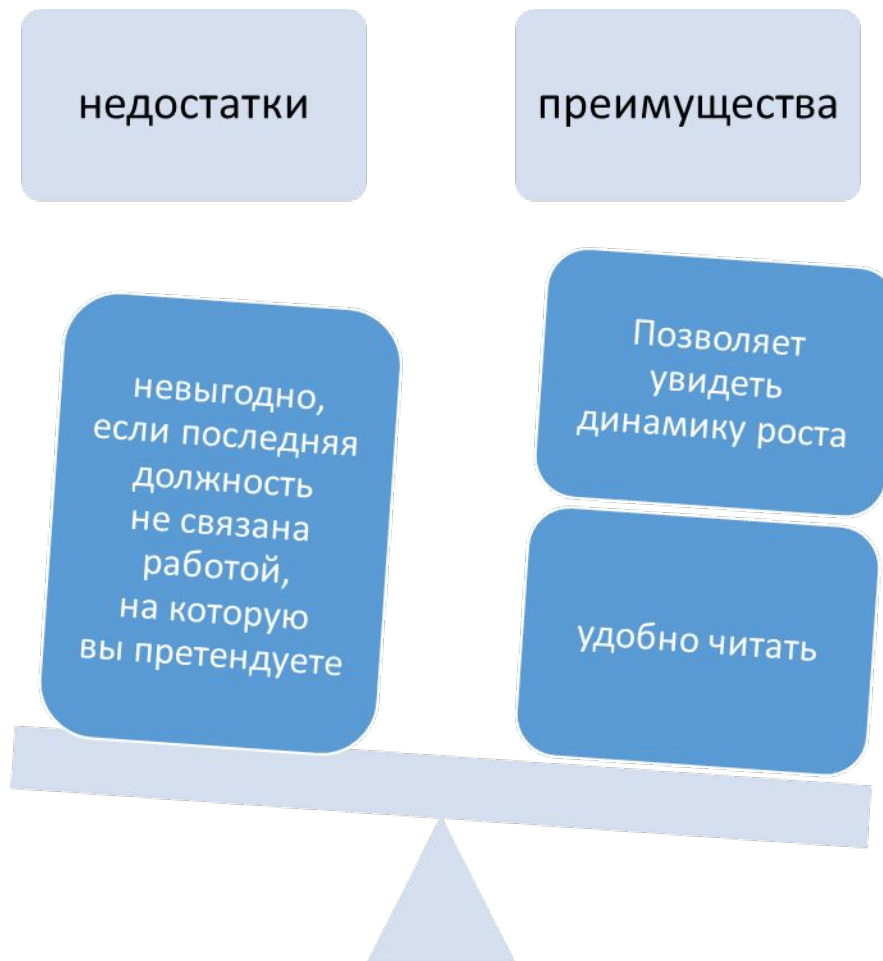 недостатки
преимущества
невыгодно,
если последняя
должность
не связана
работой,
на которую
вы претендуете
Позволяет
увидеть
динамику роста
удобно читать